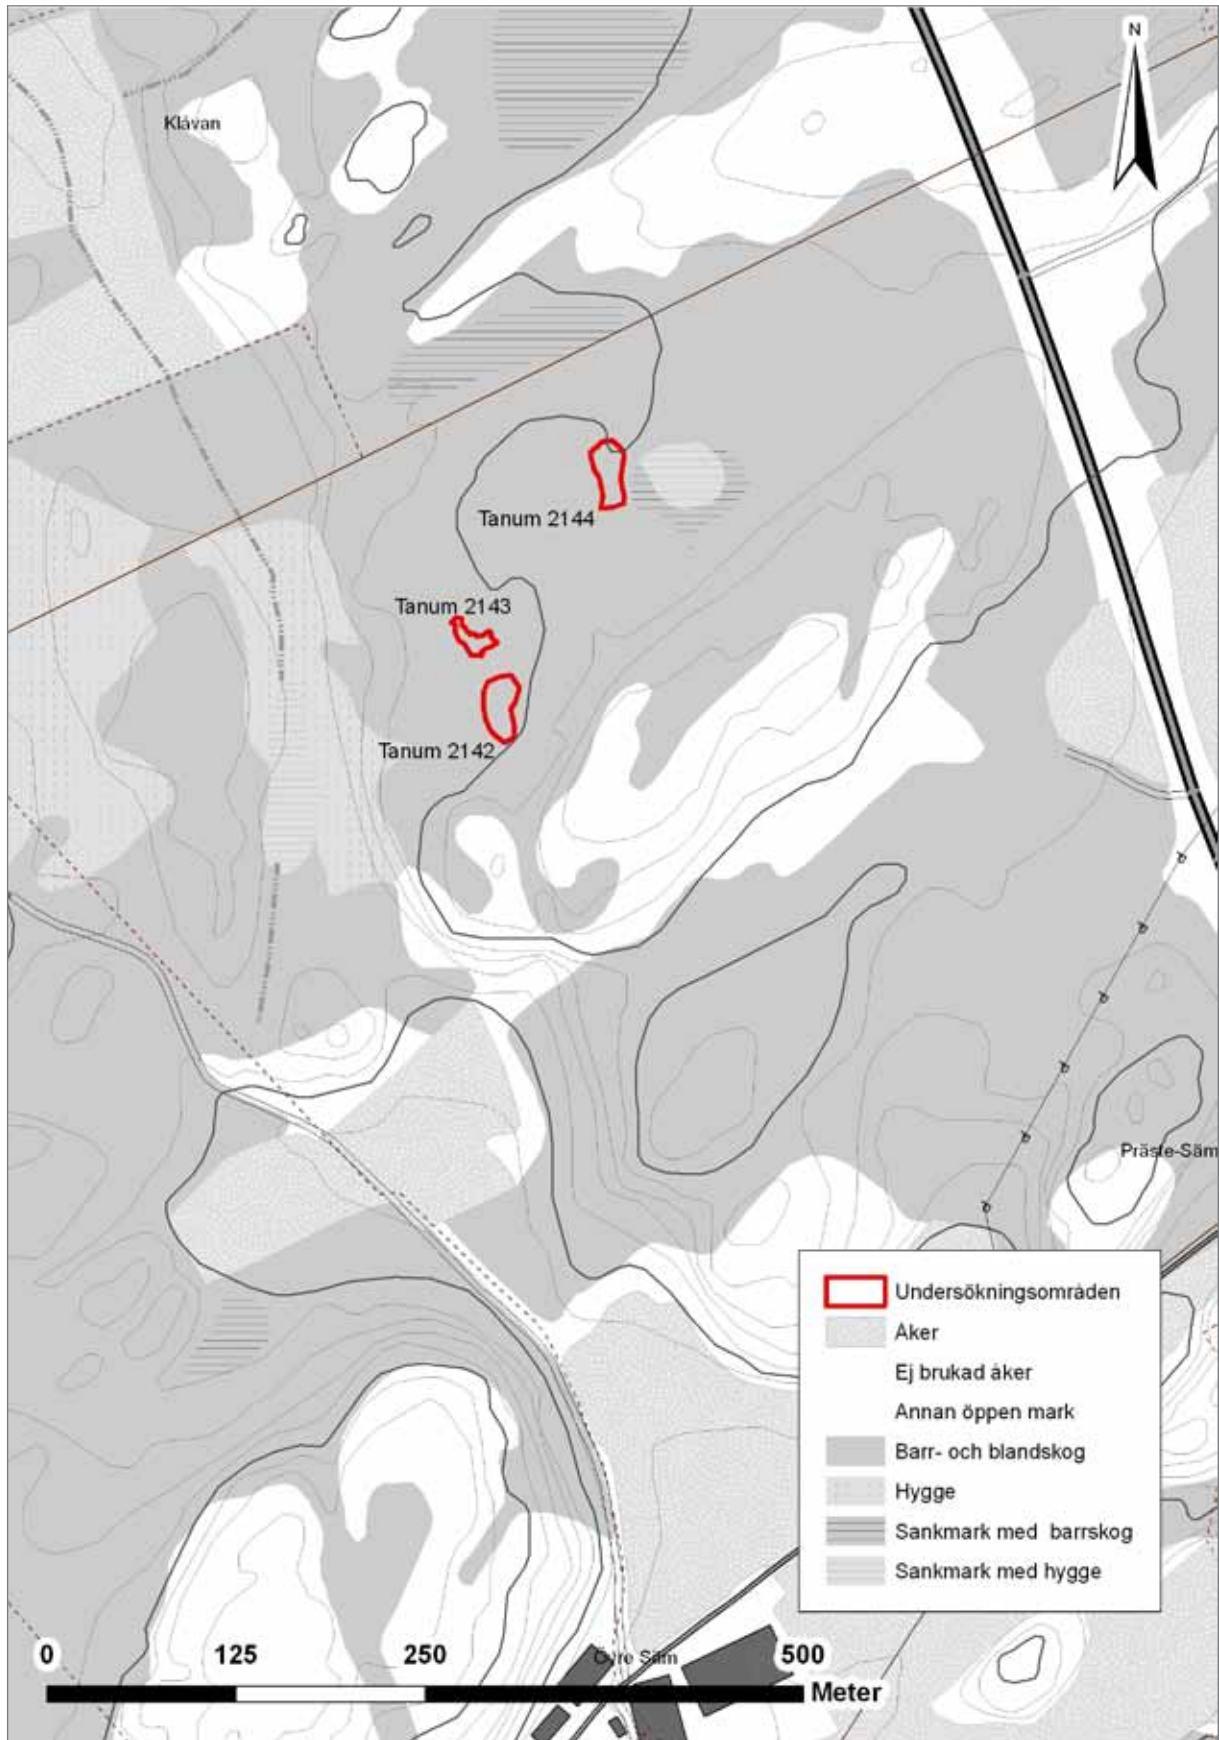 N
Klåvan
Tanum 2144
Tanum 2143
Tanum 2142
Präste-Säm
Undersökningsområden
Åker
Ej brukad åker
Annan öppen mark
Barr- och blandskog
Hygge
Sankmark med barrskog
Sankmark med hygge
Övre Säm
0 125 250 500
Meter